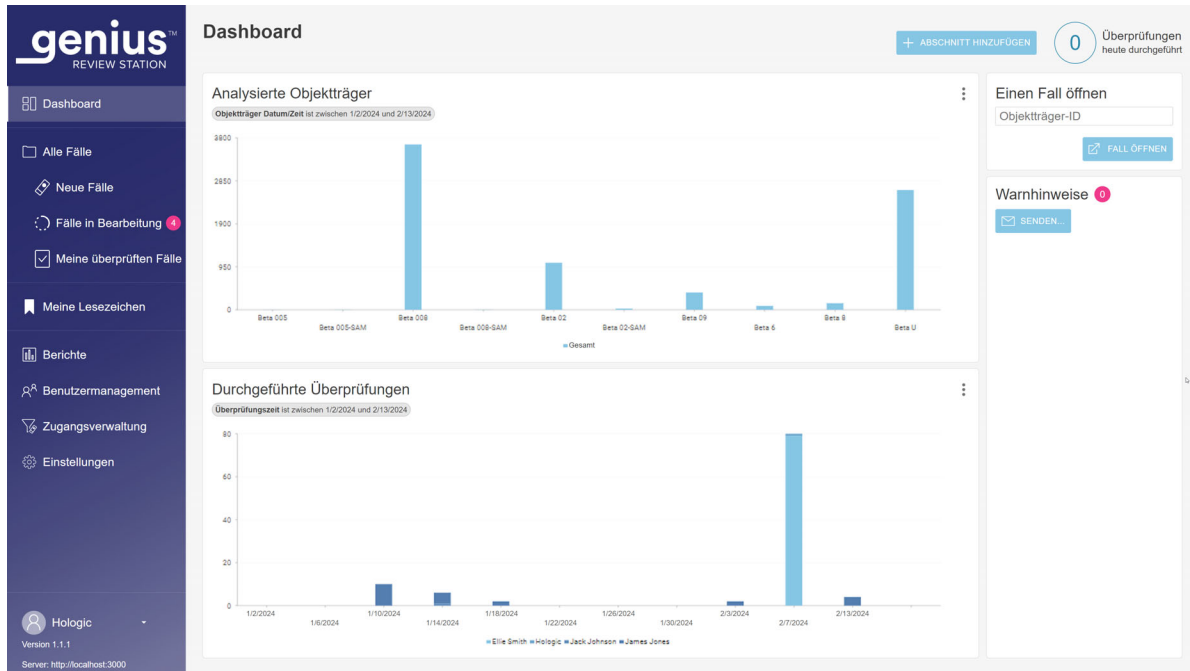 genius™
REVIEW STATION
Dashboard
Alle Fälle
Neue Fälle
Fälle in Bearbeitung 4
Meine überprüften Fälle
Meine Lesezeichen
Berichte
Benutzermanagement
Zugangsverwaltung
Einstellungen
Hologic
Version 1.1.1
Server: http://localhost:3000
Dashboard
ABSCHNITT HINZUFÜGEN
0
Überprüfungen
heute durchgeführt
Analysierte Objektträger
Objektträger Datum/Zeit ist zwischen 1/2/2024 und 2/13/2024
3800
2850
1900
950
0
Beta 005 Beta 005-SAM Beta 008 Beta 008-SAM Beta 02 Beta 02-SAM Beta 09 Beta 6 Beta 8 Beta U
Gesamt
Durchgeführte Überprüfungen
Überprüfungszeit ist zwischen 1/2/2024 und 2/13/2024
80
60
40
20
0
1/2/2024 1/6/2024 1/10/2024 1/14/2024 1/18/2024 1/22/2024 1/26/2024 1/30/2024 2/3/2024 2/7/2024 2/13/2024
Ellie Smith Hologic Jack Johnson James Jones
Einen Fall öffnen
Objektträger-ID
FALL ÖFFNEN
Warnhinweise 0
SENDEN...